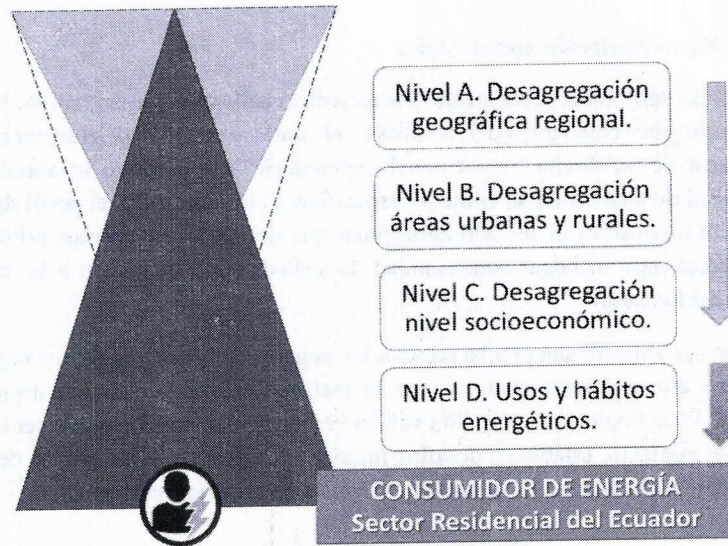 Nivel A. Desagregación
geográfica regional.
Nivel B. Desagregación
áreas urbanas y rurales.
Nivel C. Desagregación
nivel socioeconómico.
Nivel D. Usos y hábitos
energéticos.
CONSUMIDOR DE ENERGÍA
Sector Residencial del Ecuador